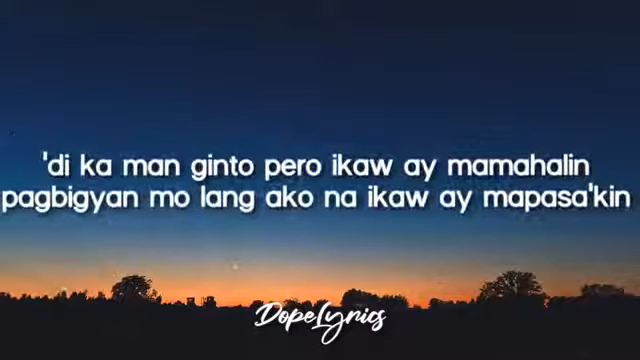 'di ka man ginto pero ikaw ay mamahalin
pagbigyan mo lang ako na ikaw ay mapasa'kin
DopeLyrics